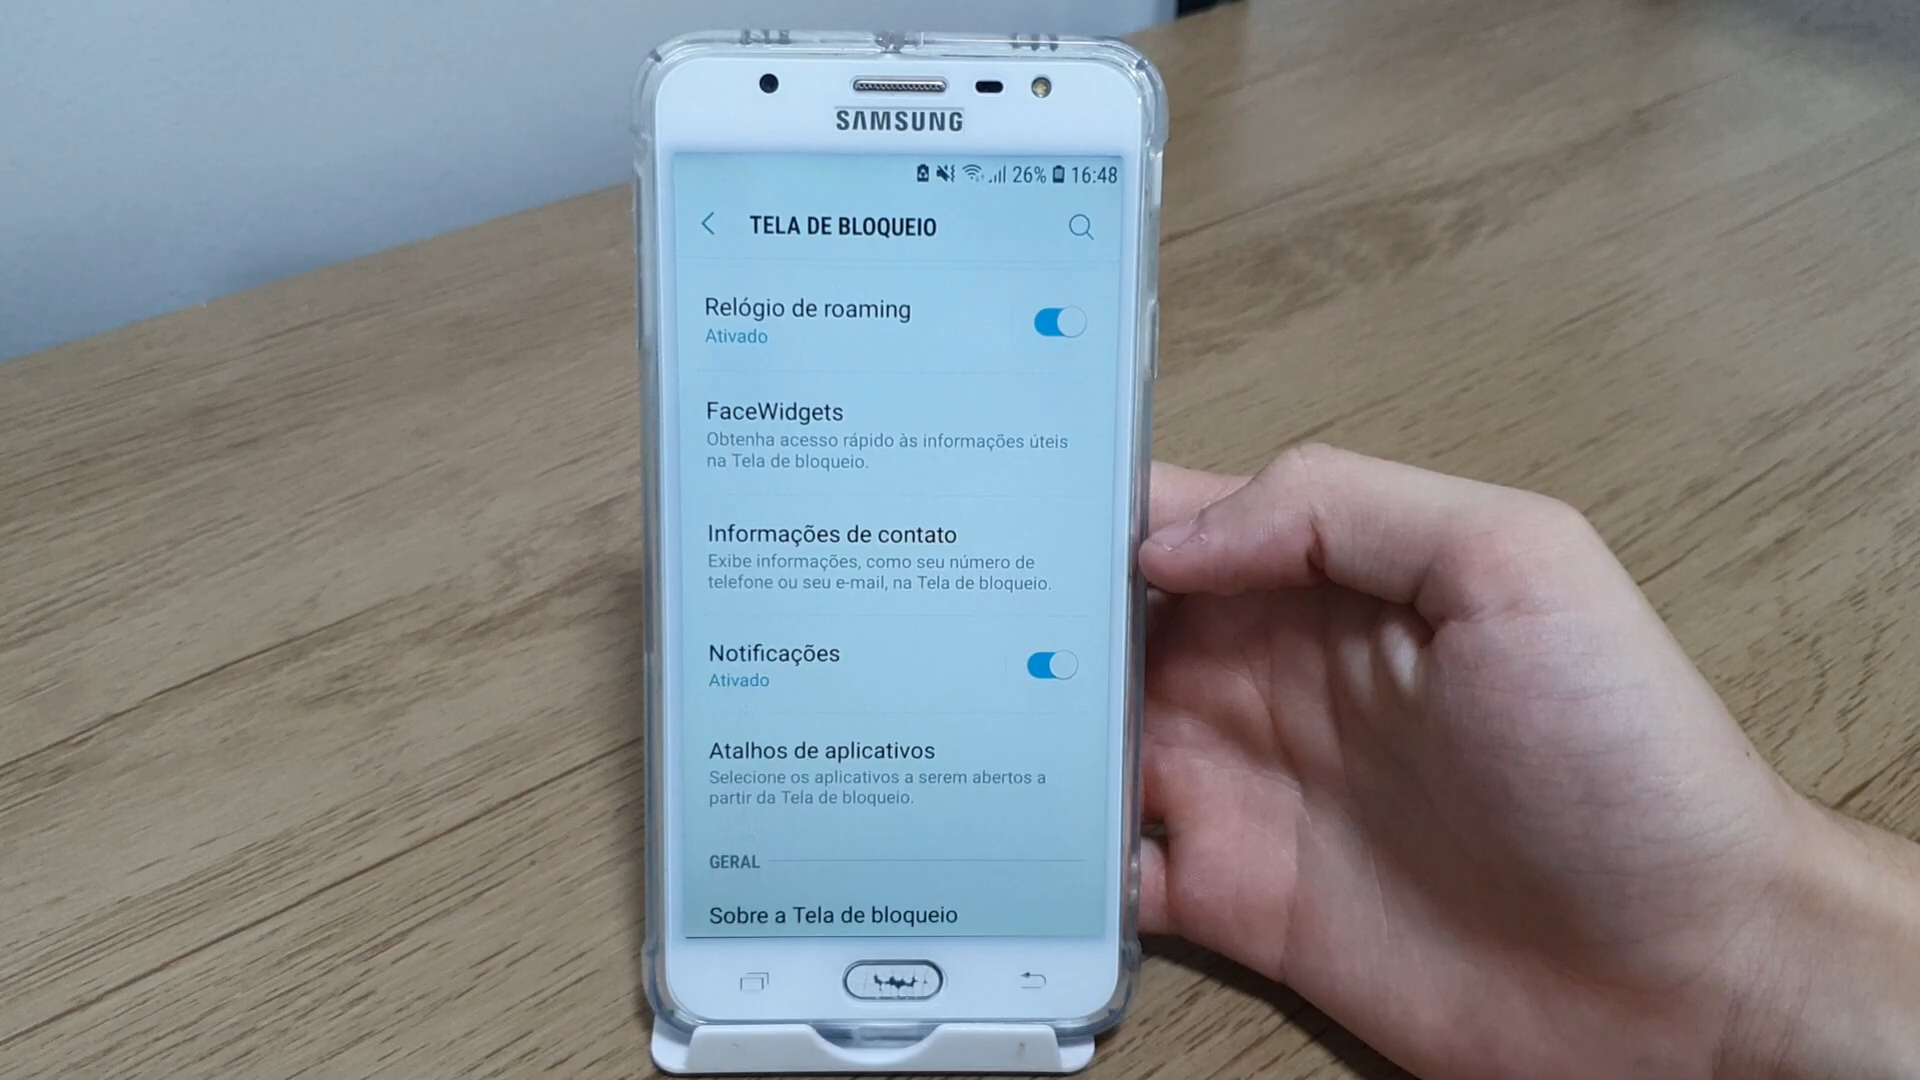 SAMSUNG
26% 16:48
TELA DE BLOQUEIO
Relógio de roaming
Ativado
FaceWidgets
Obtenha acesso rápido às informações úteis
na Tela de bloqueio.
Informações de contato
Exibe informações, como seu número de
telefone ou seu e-mail, na Tela de bloqueio.
Notificações
Ativado
Atalhos de aplicativos
Selecione os aplicativos a serem abertos a
partir da Tela de bloqueio.
GERAL
Sobre a Tela de bloqueio